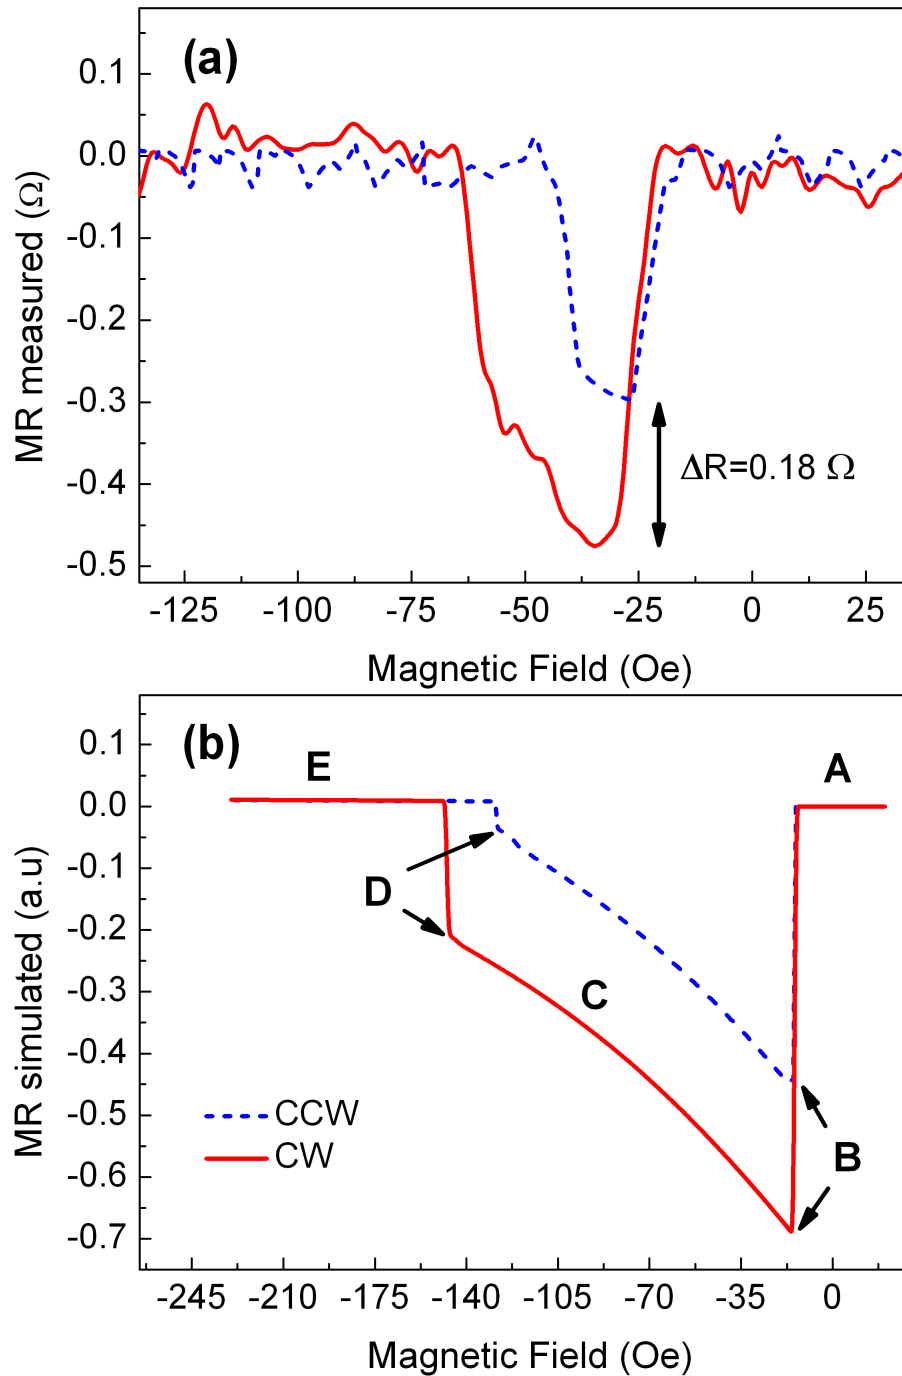 (a)
MR measured (Ω)
0.1
0.0
-0.1
-0.2
-0.3
-0.4
-0.5
ΔR=0.18 Ω
-125 -100 -75 -50 -25 0 25
Magnetic Field (Oe)
(b)
MR simulated (a.u)
0.1
0.0
-0.1
-0.2
-0.3
-0.4
-0.5
-0.6
-0.7
E
A
D
C
B
CCW
CW
-245 -210 -175 -140 -105 -70 -35 0
Magnetic Field (Oe)